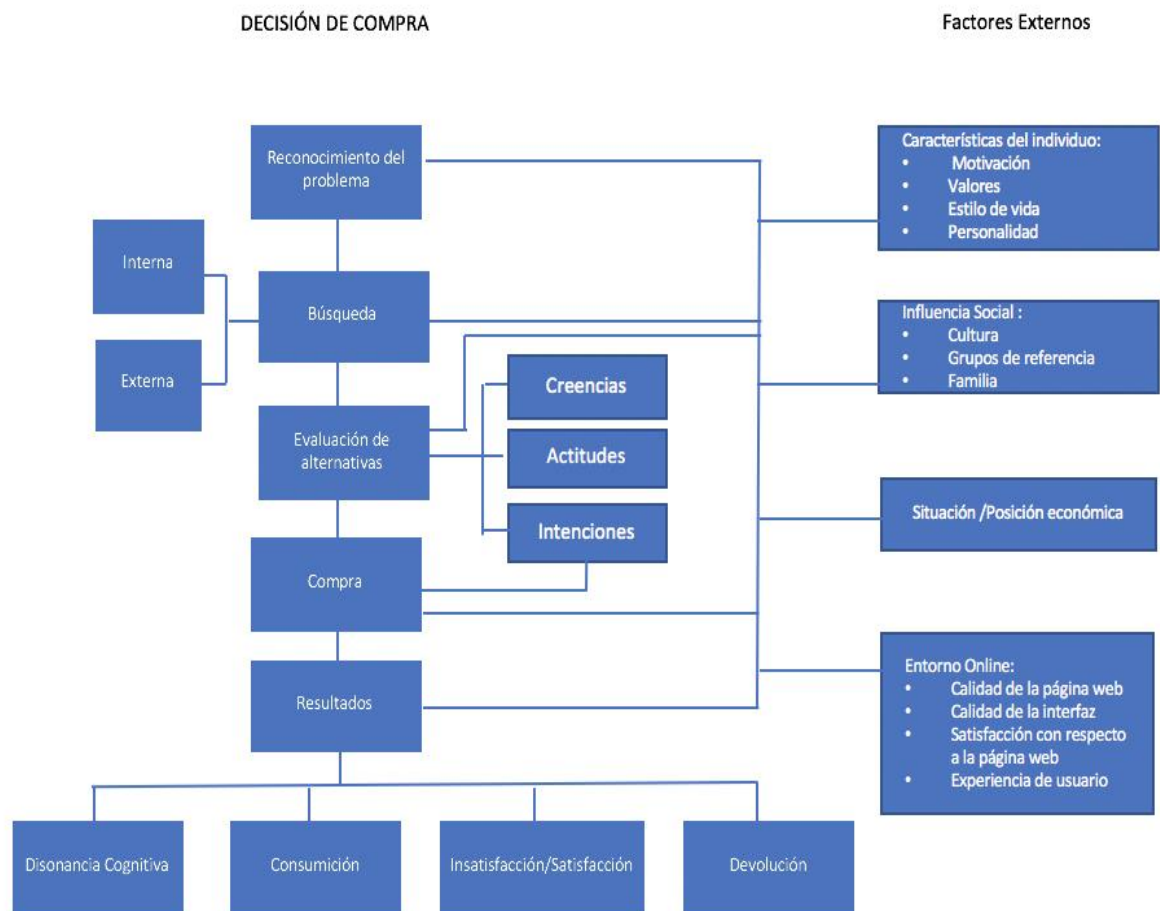 DECISIÓN DE COMPRA
Factores Externos
Reconocimiento del
problema
Interna
Búsqueda
Externa
Evaluación de
alternativas
Creencias
Actitudes
Intenciones
Compra
Resultados
Disonancia Cognitiva
Consumición
Insatisfacción/Satisfacción
Devolución
Características del individuo:
• Motivación
• Valores
• Estilo de vida
• Personalidad
Influencia Social :
• Cultura
• Grupos de referencia
• Familia
Situación /Posición económica
Entorno Online:
• Calidad de la página web
• Calidad de la interfaz
• Satisfacción con respecto
a la página web
• Experiencia de usuario